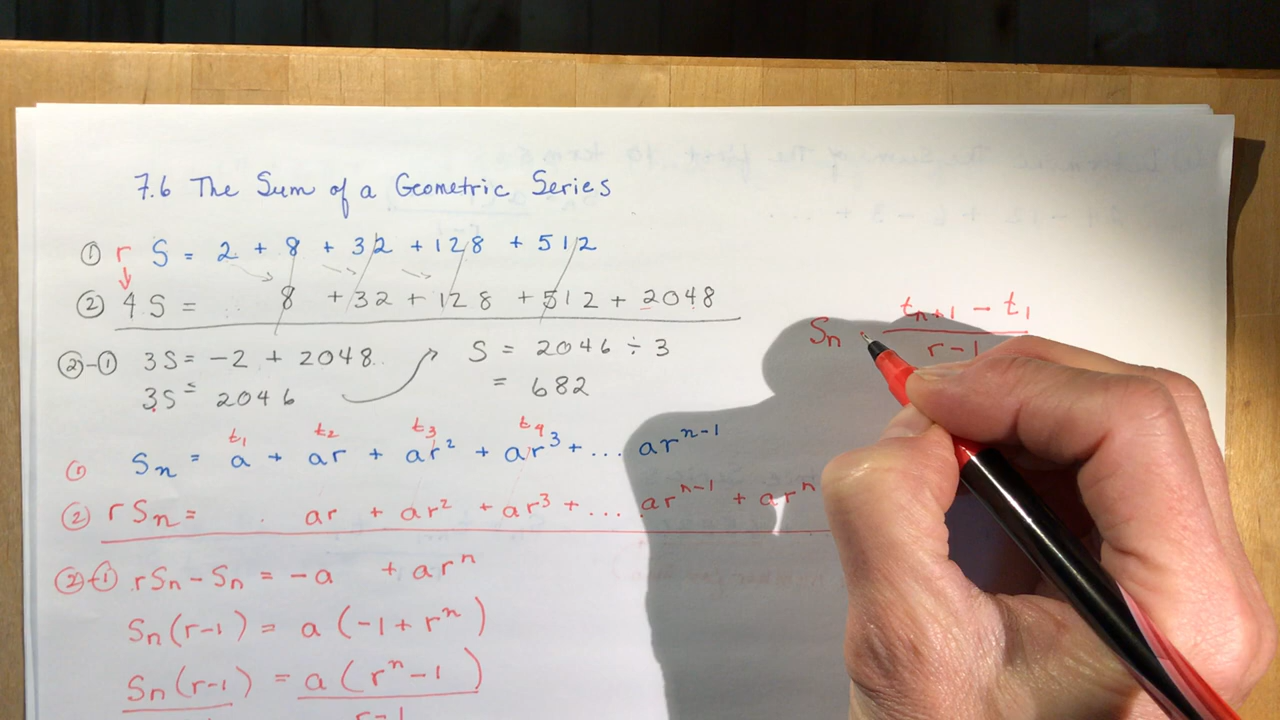 7.6 The Sum of a Geometric Series
① r S = 2 + 8 + 32 + 128 + 512
② 4 S = 8 + 32 + 128 + 512 + 2048
②-① 3S = -2 + 2048
3S = 2046
S = 2046 ÷ 3
= 682
Sn tn+1 - t1
r-1
t1 t2 t3 t4
① Sn = a + ar + ar² + ar³ + ... arⁿ⁻¹
② rSn = ar + ar² + ar³ + ... arⁿ⁻¹ + arⁿ
②-① rSn - Sn = -a + arⁿ
Sn(r-1) = a(-1+rⁿ)
Sn(r-1) = a(rⁿ-1)
r-1